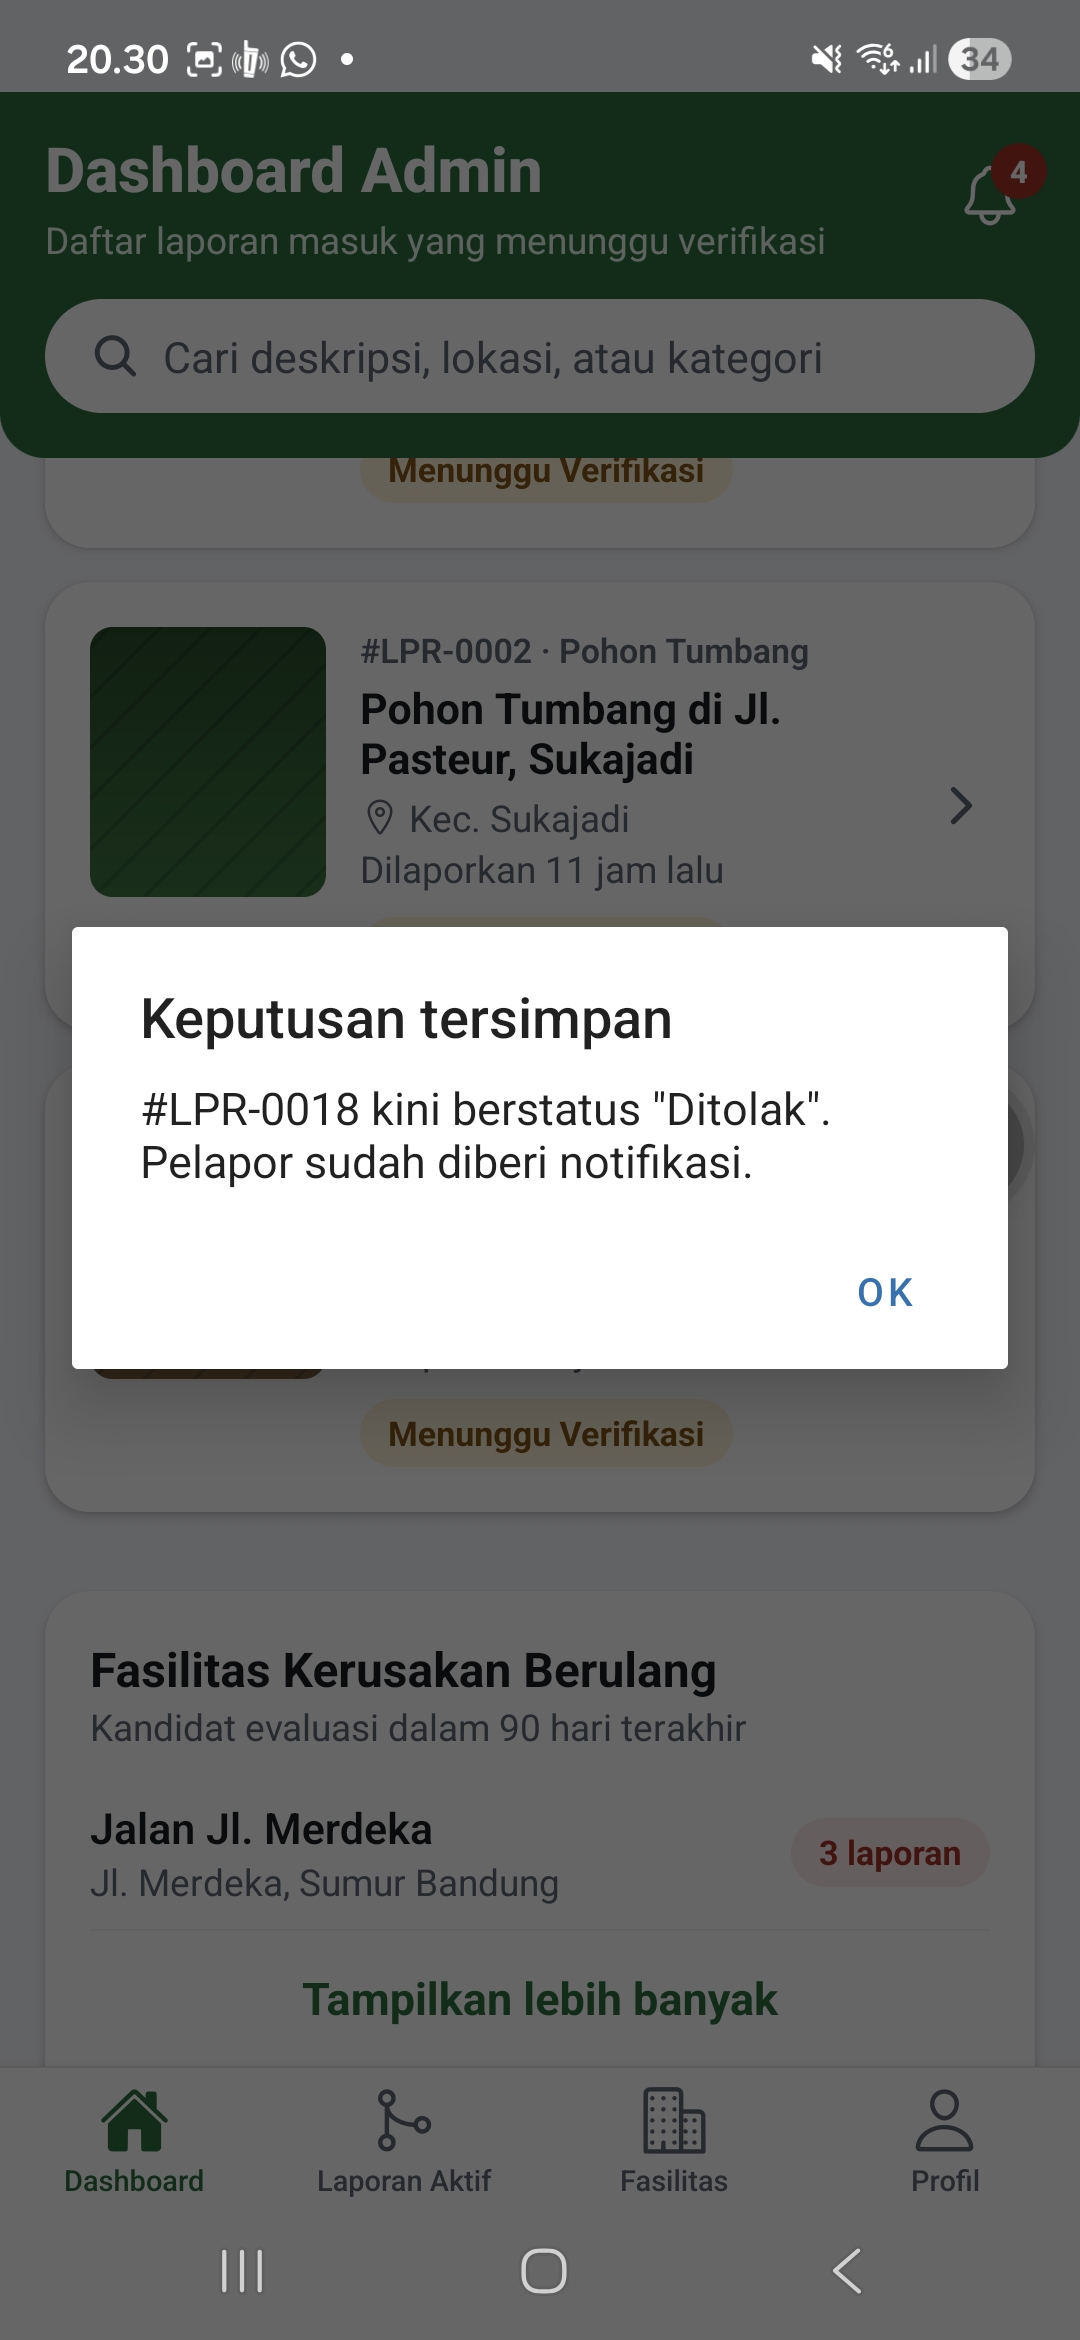 20.30
6
34
Dashboard Admin
4
Daftar laporan masuk yang menunggu verifikasi
Cari deskripsi, lokasi, atau kategori
Menunggu Verifikasi
#LPR-0002 · Pohon Tumbang
Pohon Tumbang di Jl.
Pasteur, Sukajadi
Kec. Sukajadi
Dilaporkan 11 jam lalu
Keputusan tersimpan
#LPR-0018 kini berstatus "Ditolak".
Pelapor sudah diberi notifikasi.
OK
Menunggu Verifikasi
Fasilitas Kerusakan Berulang
Kandidat evaluasi dalam 90 hari terakhir
Jalan Jl. Merdeka
3 laporan
Jl. Merdeka, Sumur Bandung
Tampilkan lebih banyak
Dashboard
Laporan Aktif
Fasilitas
Profil